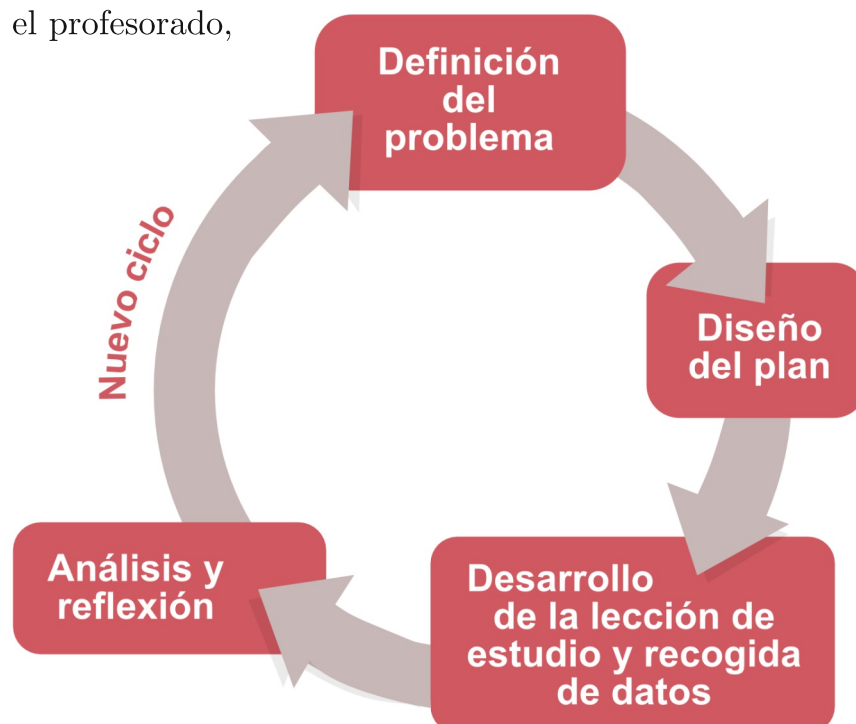 el profesorado,
Definición
del
problema
Diseño
del plan
Desarrollo
de la lección de
estudio y recogida
de datos
Análisis y
reflexión
Nuevo ciclo